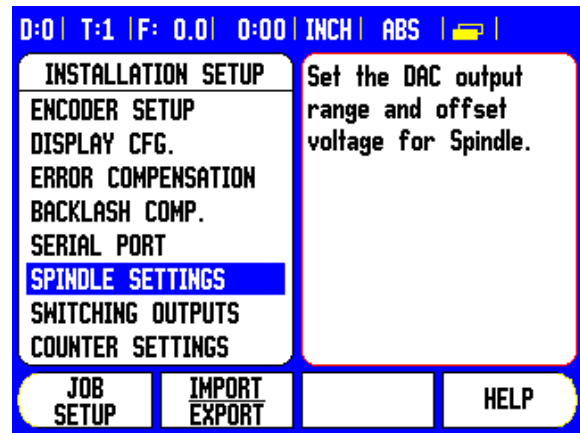 D:0 | T:1 | F: 0.0 | 0:00 | INCH | ABS |
INSTALLATION SETUP
ENCODER SETUP
DISPLAY CFG.
ERROR COMPENSATION
BACKLASH COMP.
SERIAL PORT
SPINDLE SETTINGS
SWITCHING OUTPUTS
COUNTER SETTINGS
Set the DAC output
range and offset
voltage for Spindle.
JOB
SETUP
IMPORT
EXPORT
HELP